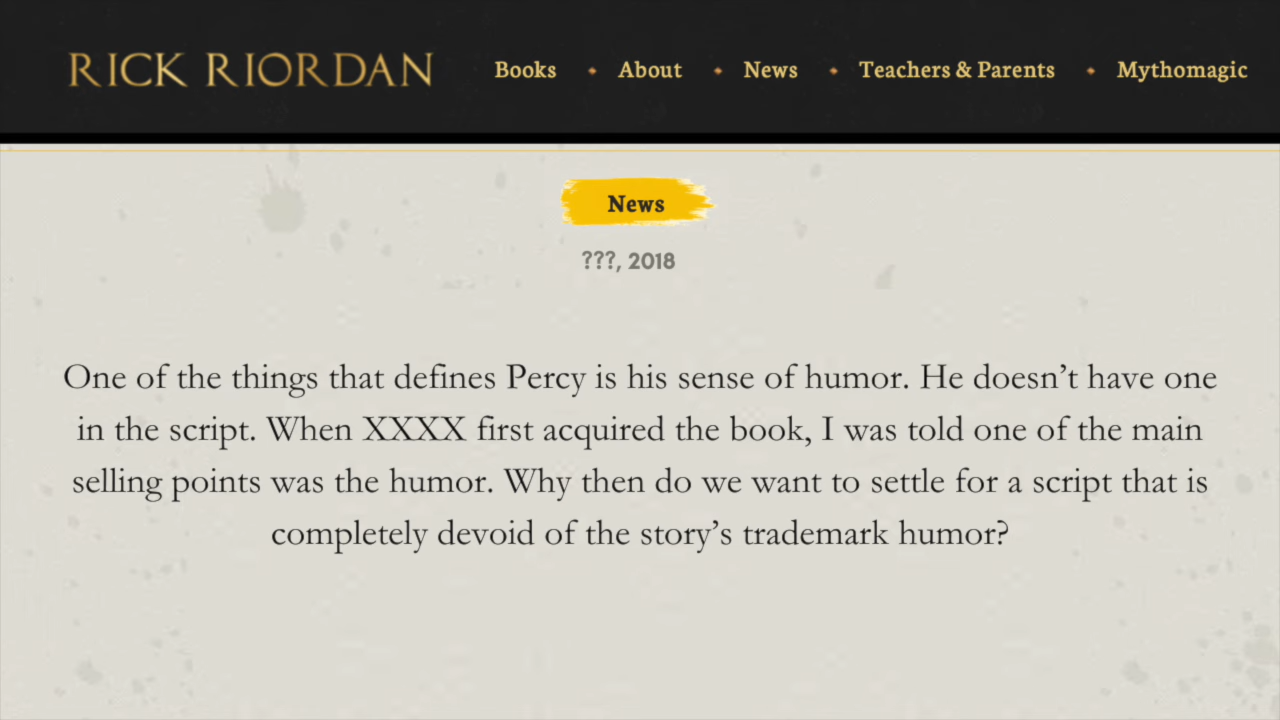 RICK RIORDAN Books About News Teachers & Parents Mythomagic
News
???, 2018
One of the things that defines Percy is his sense of humor. He doesn’t have one
in the script. When XXXX first acquired the book, I was told one of the main
selling points was the humor. Why then do we want to settle for a script that is
completely devoid of the story’s trademark humor?